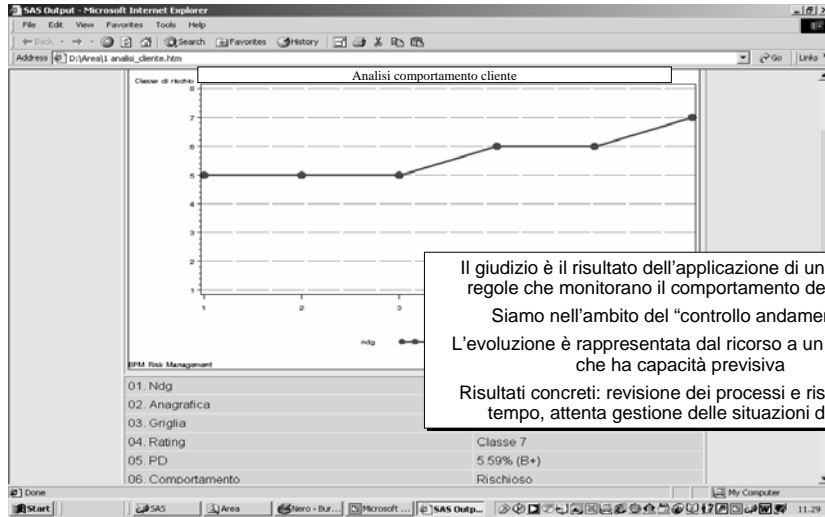 SAS Output - Microsoft Internet Explorer
File Edit View Favorites Tools Help
Back Search Favorites History
Address D:\Area\1 analisi_cliente.htm Go Links
Classe di rischio
Analisi comportamento cliente
8
7
6
5
4
3
2
1
1 2 3
ndg
BPM Risk Management
Il giudizio è il risultato dell'applicazione di un
regole che monitorano il comportamento de
Siamo nell'ambito del “controllo andame
L'evoluzione è rappresentata dal ricorso a un
che ha capacità previsiva
Risultati concreti: revisione dei processi e ris
tempo, attenta gestione delle situazioni d
01. Ndg
02. Anagrafica
03. Griglia
04. Rating Classe 7
05. PD 5.59% (B+)
06. Comportamento Rischioso
Done My Computer
Start SAS Area Nero - Bur... Microsoft ... SAS Outp... 11.29